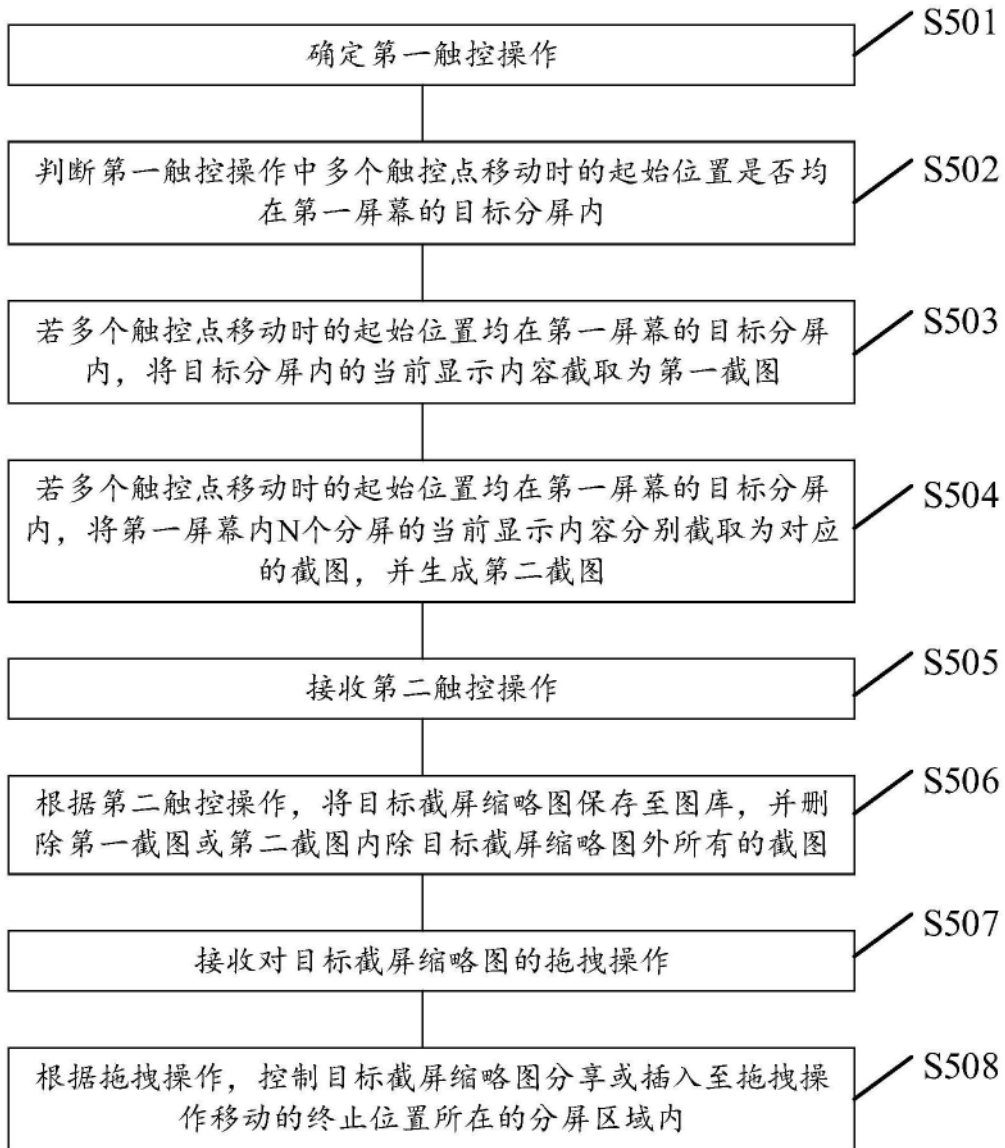 S501
确定第一触控操作
S502
判断第一触控操作中多个触控点移动时的起始位置是否均
在第一屏幕的目标分屏内
S503
若多个触控点移动时的起始位置均在第一屏幕的目标分屏
内，将目标分屏内的当前显示内容截取为第一截图
S504
若多个触控点移动时的起始位置均在第一屏幕的目标分屏
内，将第一屏幕内N个分屏的当前显示内容分别截取为对应
的截图，并生成第二截图
S505
接收第二触控操作
S506
根据第二触控操作，将目标截屏缩略图保存至图库，并删
除第一截图或第二截图内除目标截屏缩略图外所有的截图
S507
接收对目标截屏缩略图的拖拽操作
S508
根据拖拽操作，控制目标截屏缩略图分享或插入至拖拽操
作移动的终止位置所在的分屏区域内